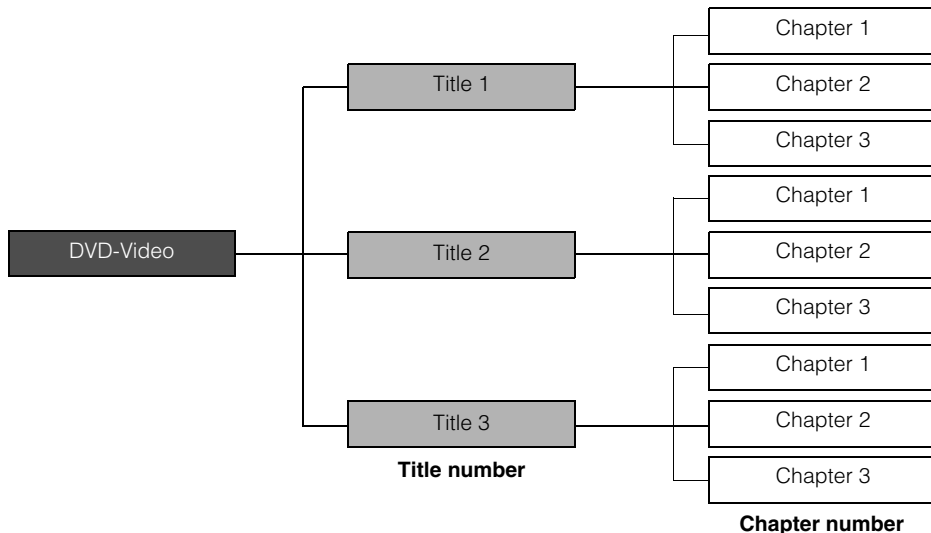 DVD-Video
Title 1
Chapter 1
Chapter 2
Chapter 3
Title 2
Chapter 1
Chapter 2
Chapter 3
Title 3
Chapter 1
Chapter 2
Chapter 3
Title number
Chapter number